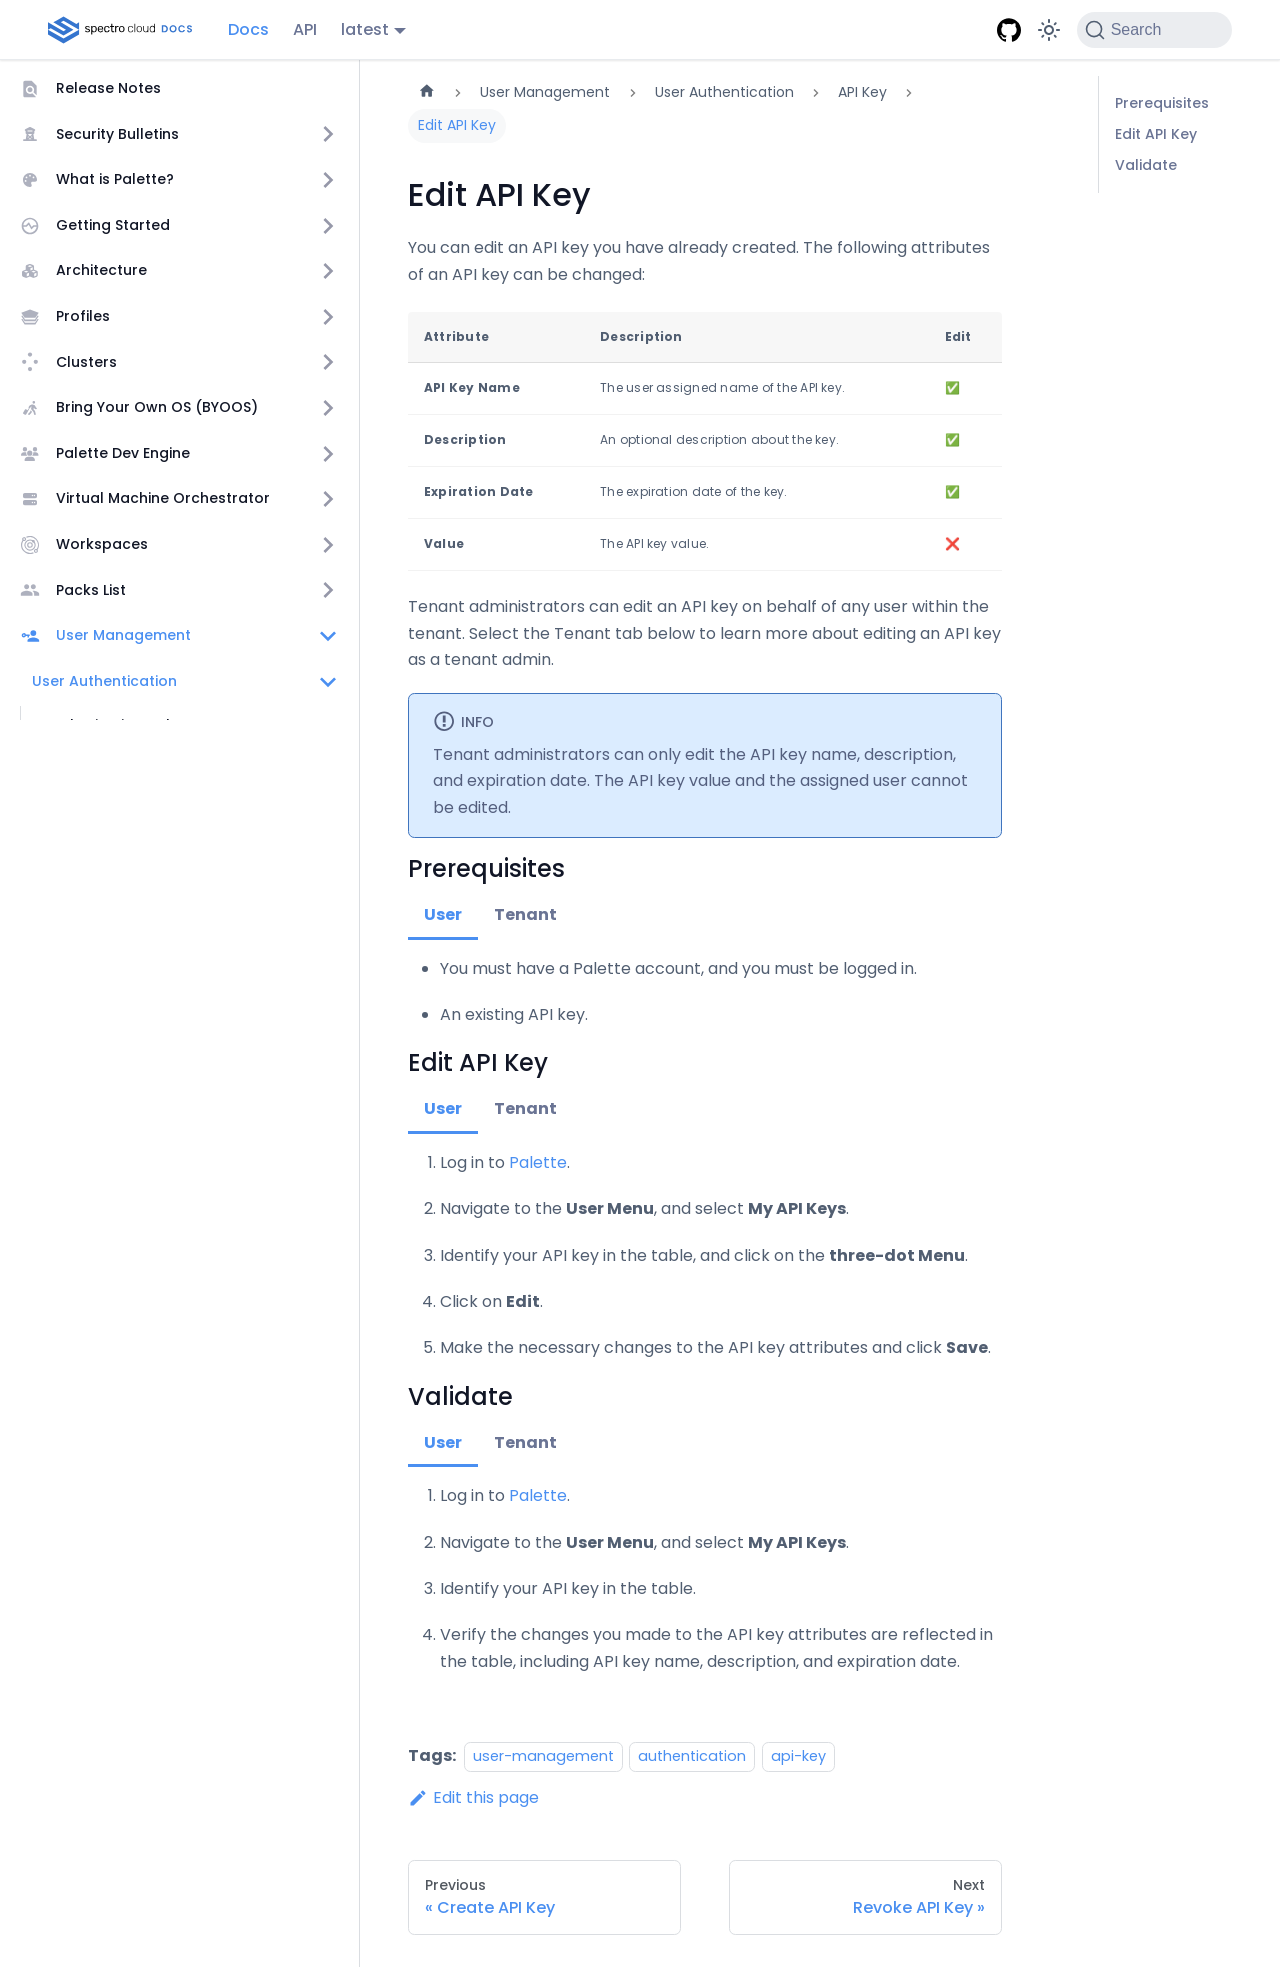 spectro cloud DOCS
Docs
API
latest
Search
Release Notes
Security Bulletins
What is Palette?
Getting Started
Architecture
Profiles
Clusters
Bring Your Own OS (BYOOS)
Palette Dev Engine
Virtual Machine Orchestrator
Workspaces
Packs List
User Management
User Authentication
User Management
User Authentication
API Key
Edit API Key
Edit API Key
You can edit an API key you have already created. The following attributes
of an API key can be changed:
Attribute Description Edit
API Key Name The user assigned name of the API key. ✅
Description An optional description about the key. ✅
Expiration Date The expiration date of the key. ✅
Value The API key value. ❌
Tenant administrators can edit an API key on behalf of any user within the
tenant. Select the Tenant tab below to learn more about editing an API key
as a tenant admin.
INFO
Tenant administrators can only edit the API key name, description,
and expiration date. The API key value and the assigned user cannot
be edited.
Prerequisites
User Tenant
• You must have a Palette account, and you must be logged in.
• An existing API key.
Edit API Key
User Tenant
1. Log in to Palette.
2. Navigate to the User Menu, and select My API Keys.
3. Identify your API key in the table, and click on the three-dot Menu.
4. Click on Edit.
5. Make the necessary changes to the API key attributes and click Save.
Validate
User Tenant
1. Log in to Palette.
2. Navigate to the User Menu, and select My API Keys.
3. Identify your API key in the table.
4. Verify the changes you made to the API key attributes are reflected in
the table, including API key name, description, and expiration date.
Tags: user-management authentication api-key
Edit this page
Previous
« Create API Key
Next
Revoke API Key »
Prerequisites
Edit API Key
Validate